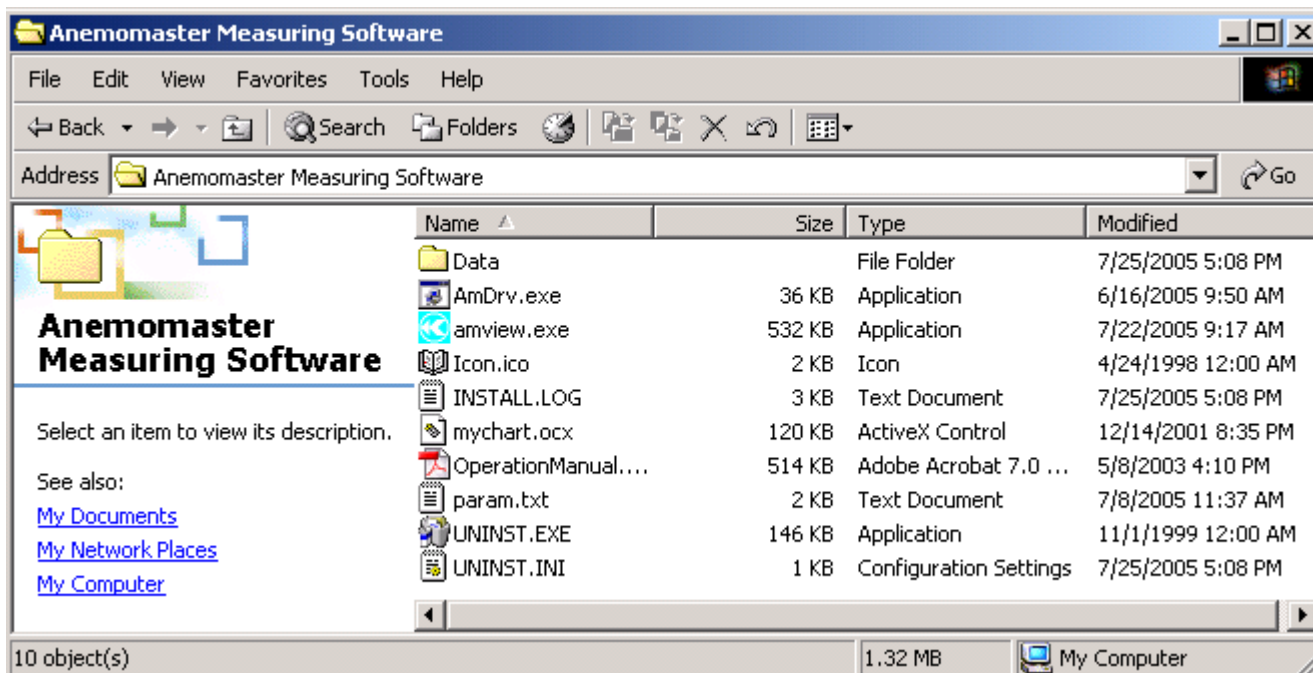 Anemomaster Measuring Software
File Edit View Favorites Tools Help
Back Search Folders
Address Anemomaster Measuring Software Go
Anemomaster
Measuring Software
Select an item to view its description.
See also:
My Documents
My Network Places
My Computer
Name Size Type Modified
Data File Folder 7/25/2005 5:08 PM
AmDrv.exe 36 KB Application 6/16/2005 9:50 AM
amview.exe 532 KB Application 7/22/2005 9:17 AM
Icon.ico 2 KB Icon 4/24/1998 12:00 AM
INSTALL.LOG 3 KB Text Document 7/25/2005 5:08 PM
mychart.ocx 120 KB ActiveX Control 12/14/2001 8:35 PM
OperationManual.... 514 KB Adobe Acrobat 7.0 ... 5/8/2003 4:10 PM
param.txt 2 KB Text Document 7/8/2005 11:37 AM
UNINST.EXE 146 KB Application 11/1/1999 12:00 AM
UNINST.INI 1 KB Configuration Settings 7/25/2005 5:08 PM
10 object(s) 1.32 MB My Computer